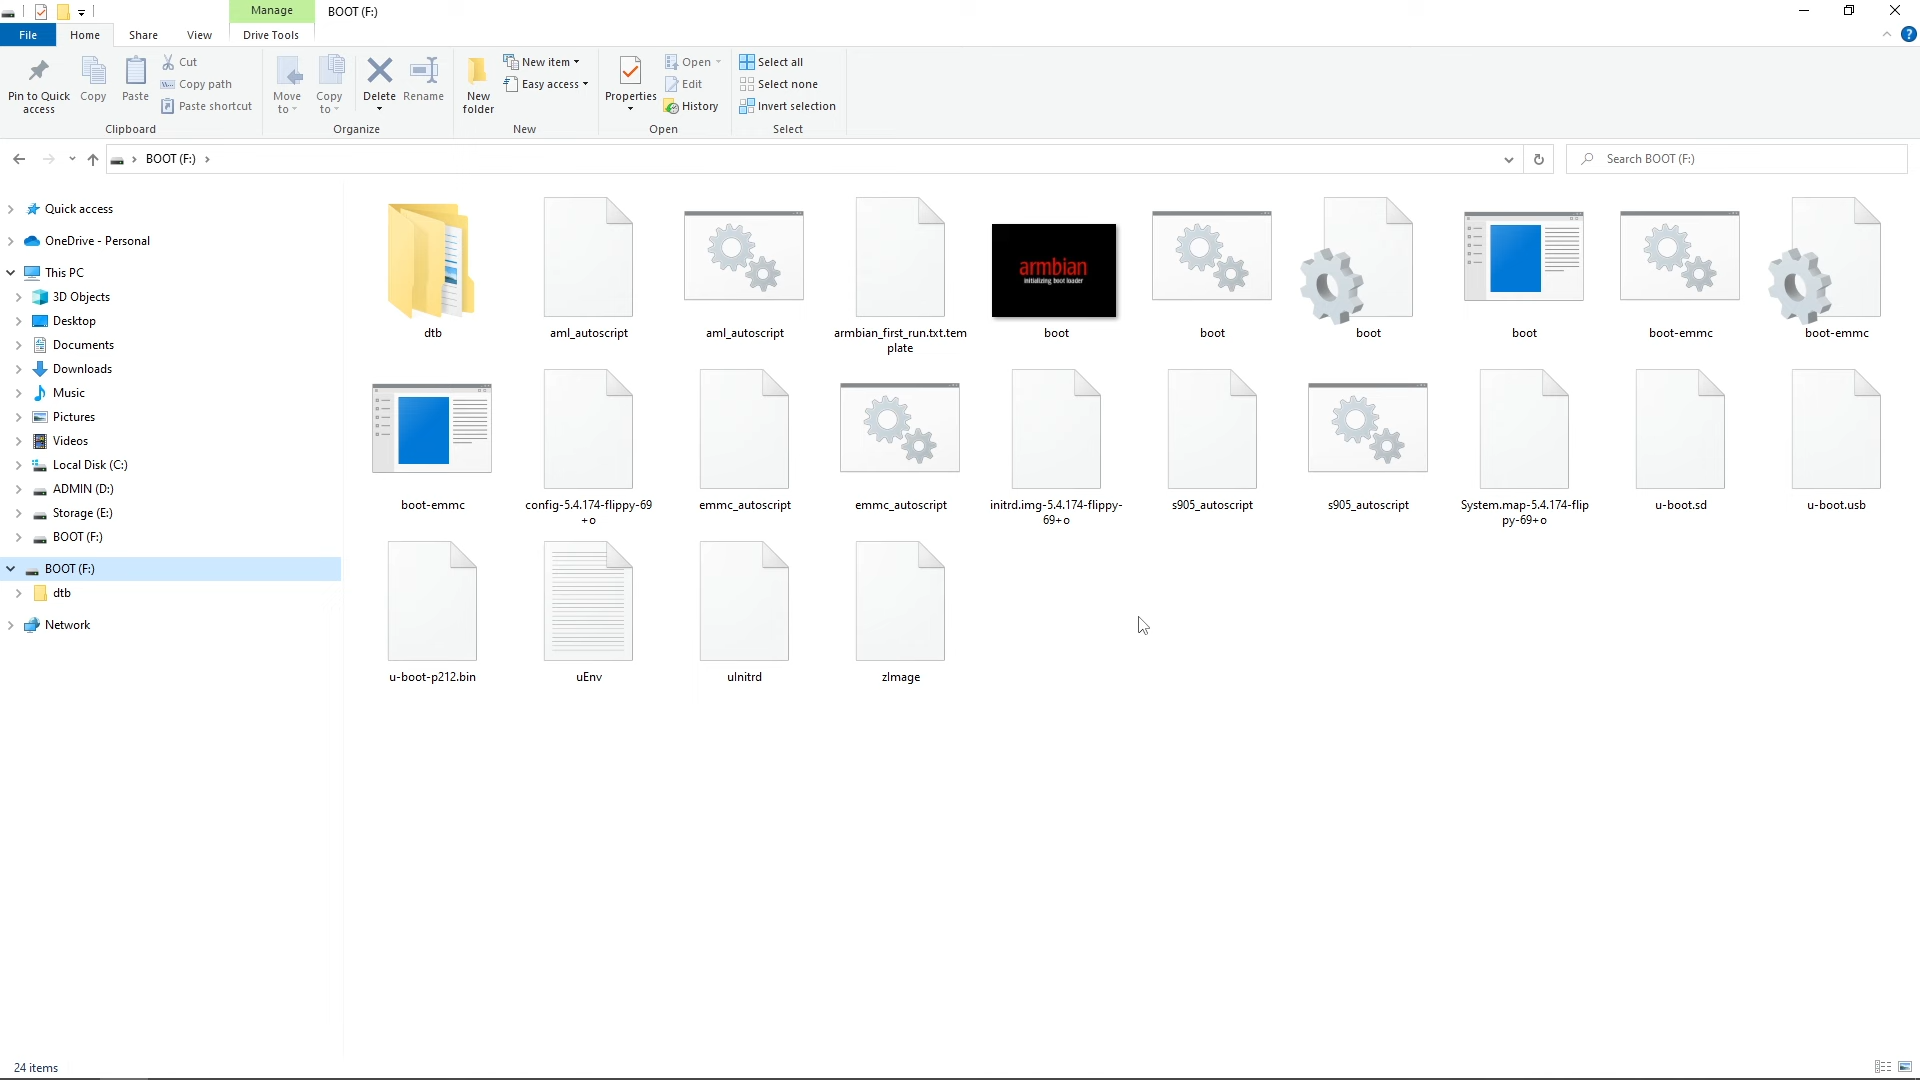 Manage
BOOT (F:)
File
Home
Share
View
Drive Tools
Pin to Quick
access
Copy
Paste
Cut
Copy path
Paste shortcut
Clipboard
Move
to
Copy
to
Delete
Rename
Organize
New
folder
New item
Easy access
New
Properties
Open
Edit
History
Open
Select all
Select none
Invert selection
Select
BOOT (F:)
Search BOOT (F:)
Quick access
OneDrive - Personal
This PC
3D Objects
Desktop
Documents
Downloads
Music
Pictures
Videos
Local Disk (C:)
ADMIN (D:)
Storage (E:)
BOOT (F:)
BOOT (F:)
dtb
Network
armbian
initializing boot loader
dtb
aml_autoscript
aml_autoscript
armbian_first_run.txt.tem
plate
boot
boot
boot
boot
boot-emmc
boot-emmc
boot-emmc
config-5.4.174-flippy-69
+o
emmc_autoscript
emmc_autoscript
initrd.img-5.4.174-flippy-
69+o
s905_autoscript
s905_autoscript
System.map-5.4.174-flip
py-69+o
u-boot.sd
u-boot.usb
u-boot-p212.bin
uEnv
uInitrd
zImage
24 items